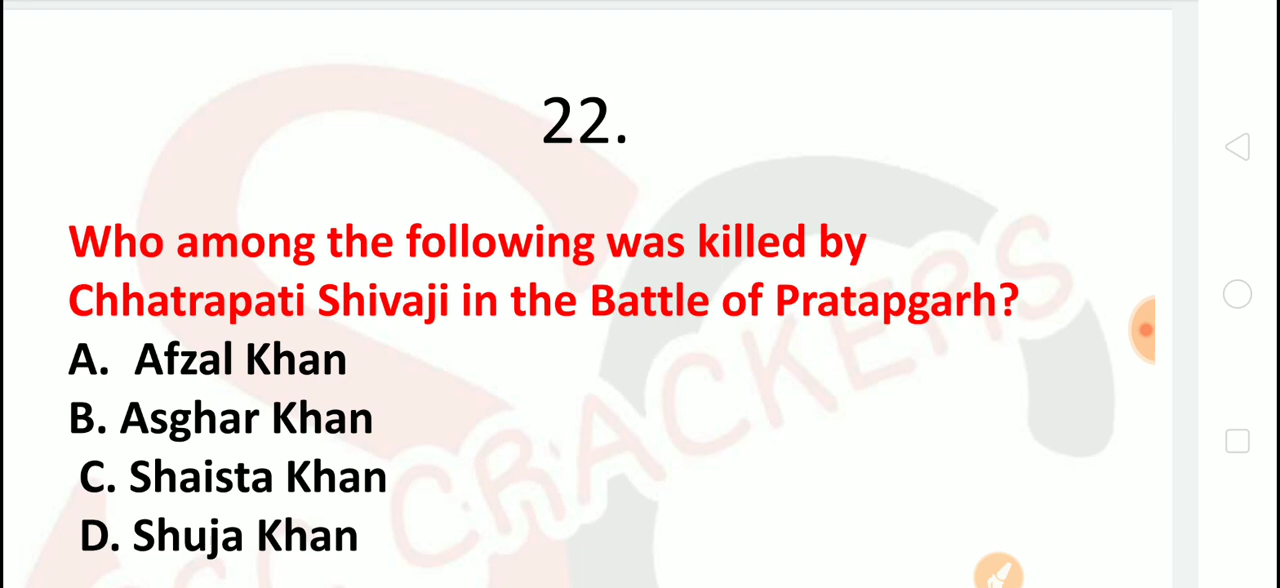 22.
Who among the following was killed by
Chhatrapati Shivaji in the Battle of Pratapgarh?
A. Afzal Khan
B. Asghar Khan
C. Shaista Khan
D. Shuja Khan
CRACKERS